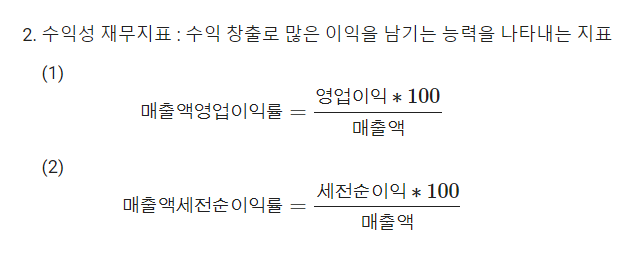 2. 수익성 재무지표 : 수익 창출로 많은 이익을 남기는 능력을 나타내는 지표
(1)
매출액영업이익률 = 영업이익 * 100 / 매출액
(2)
매출액세전순이익률 = 세전순이익 * 100 / 매출액